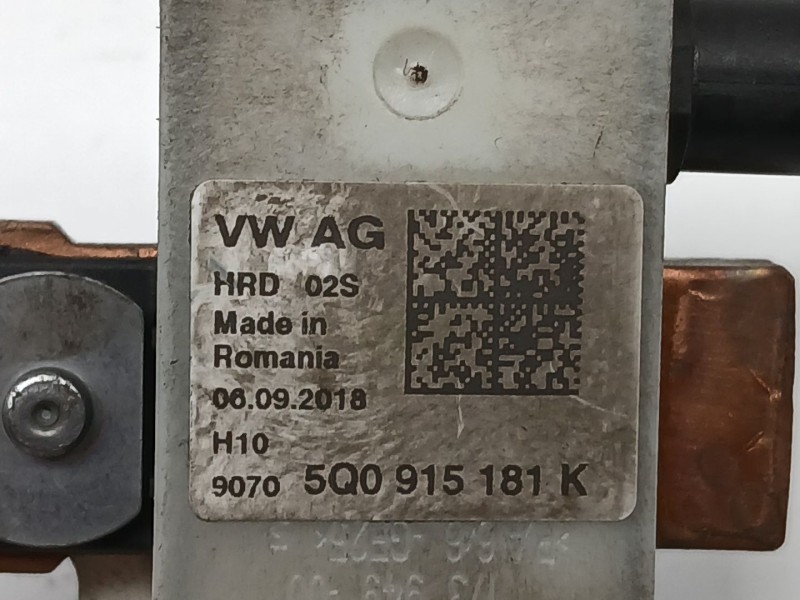 VW AG
HRD 02S
Made in
Romania
06.09.2018
H10
9070 5Q0 915 181 K